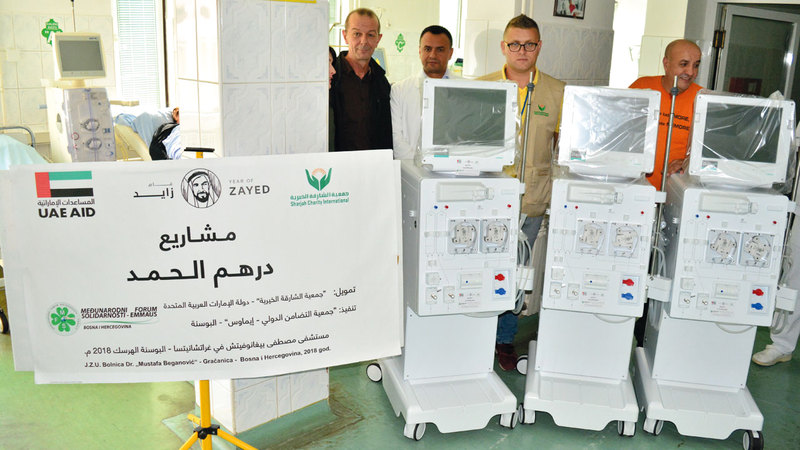 المساعدات الإماراتية
UAE AID
عام
زايد
YEAR OF
ZAYED
جمعية الشارقة الخيرية
Sharjah Charity International
مشاريع
درهم الحمد
تمويل: "جمعية الشارقة الخيرية" - دولة الإمارات العربية المتحدة
تنفيذ: "جمعية التضامن الدولي - إيماوس" - البوسنة
MEĐUNARODNI FORUM
SOLIDARNOSTI - EMMAUS
BOSNA I HERCEGOVINA
مستشفى مصطفى بيغانوفيتش في غراتشانيتسا - البوسنة الهرسك 2018 م.
J.Z.U. Bolnica Dr. „Mustafa Beganović" - Gračanica - Bosna i Hercegovina, 2018 god.
MORE.